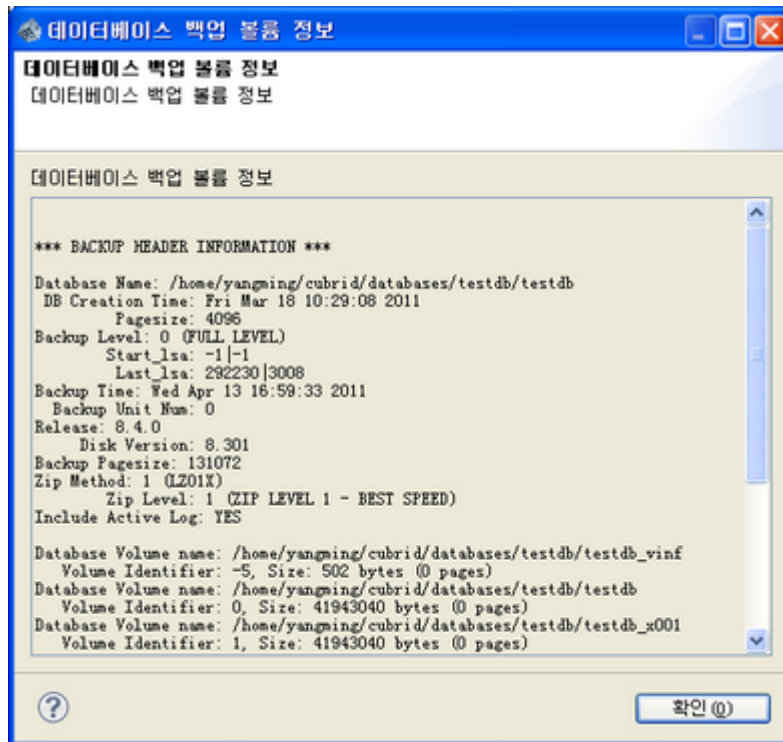 데이터베이스 백업 볼륨 정보
데이터베이스 백업 볼륨 정보
데이터베이스 백업 볼륨 정보
데이터베이스 백업 볼륨 정보
*** BACKUP HEADER INFORMATION ***
Database Name: /home/yangming/cubrid/databases/testdb/testdb
DB Creation Time: Fri Mar 18 10:29:08 2011
Pagesize: 4096
Backup Level: 0 (FULL LEVEL)
Start_lsa: -1|-1
Last_lsa: 292230|3008
Backup Time: Wed Apr 13 16:59:33 2011
Backup Unit Num: 0
Release: 8.4.0
Disk Version: 8.301
Backup Pagesize: 131072
Zip Method: 1 (LZO1X)
Zip Level: 1 (ZIP LEVEL 1 - BEST SPEED)
Include Active Log: YES
Database Volume name: /home/yangming/cubrid/databases/testdb/testdb_vinf
Volume Identifier: -5, Size: 502 bytes (0 pages)
Database Volume name: /home/yangming/cubrid/databases/testdb/testdb
Volume Identifier: 0, Size: 41943040 bytes (0 pages)
Database Volume name: /home/yangming/cubrid/databases/testdb/testdb_x001
Volume Identifier: 1, Size: 41943040 bytes (0 pages)
확인(O)